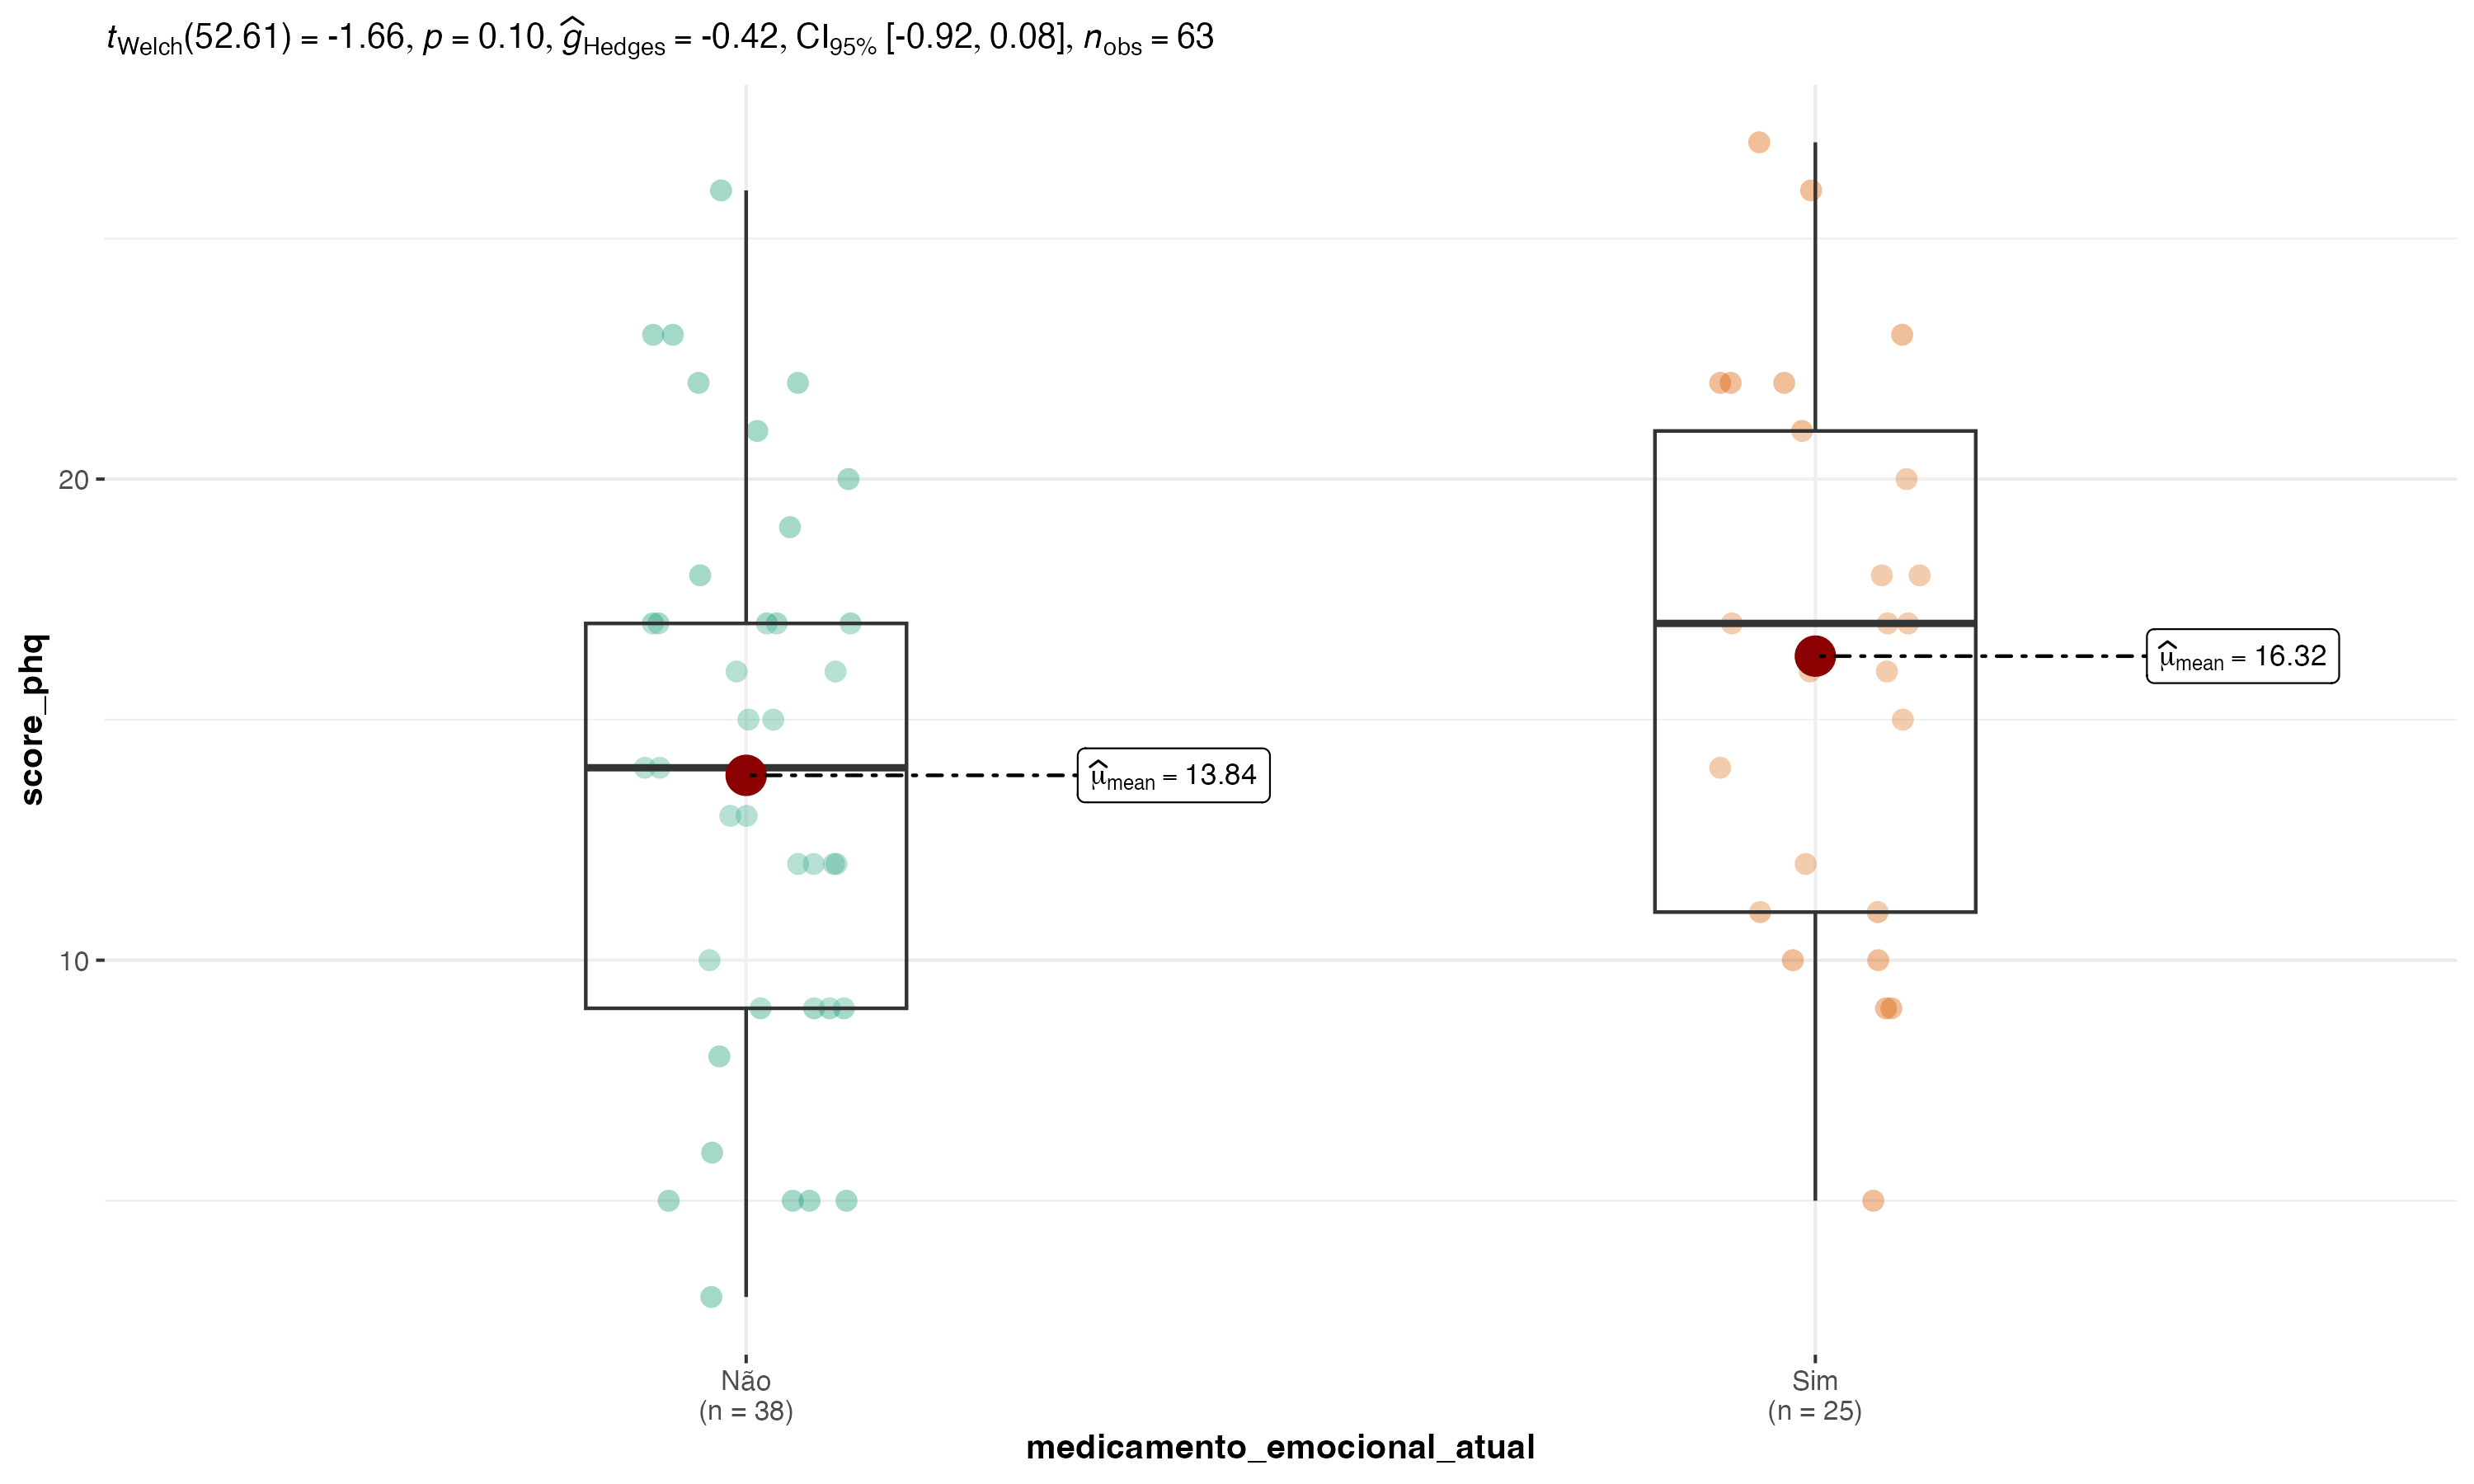 tWelch(52.61) = -1.66, p = 0.10, ĝHedges = -0.42, CI95% [-0.92, 0.08], nobs = 63
score_phq
20
10
μ̂mean = 13.84
μ̂mean = 16.32
Não
(n = 38)
Sim
(n = 25)
medicamento_emocional_atual